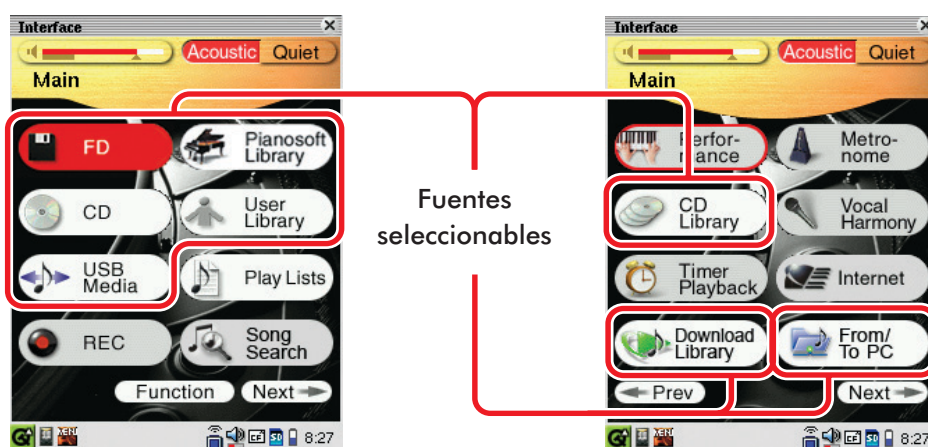 Interface
Acoustic Quiet
Main
FD
Pianosoft
Library
CD
User
Library
USB
Media
Play Lists
REC
Song
Search
Function
Next
8:27
Fuentes
seleccionables
Interface
Acoustic Quiet
Main
Perfor-
mance
Metro-
nome
CD
Library
Vocal
Harmony
Timer
Playback
Internet
Download
Library
From/
To PC
Prev
Next
8:27